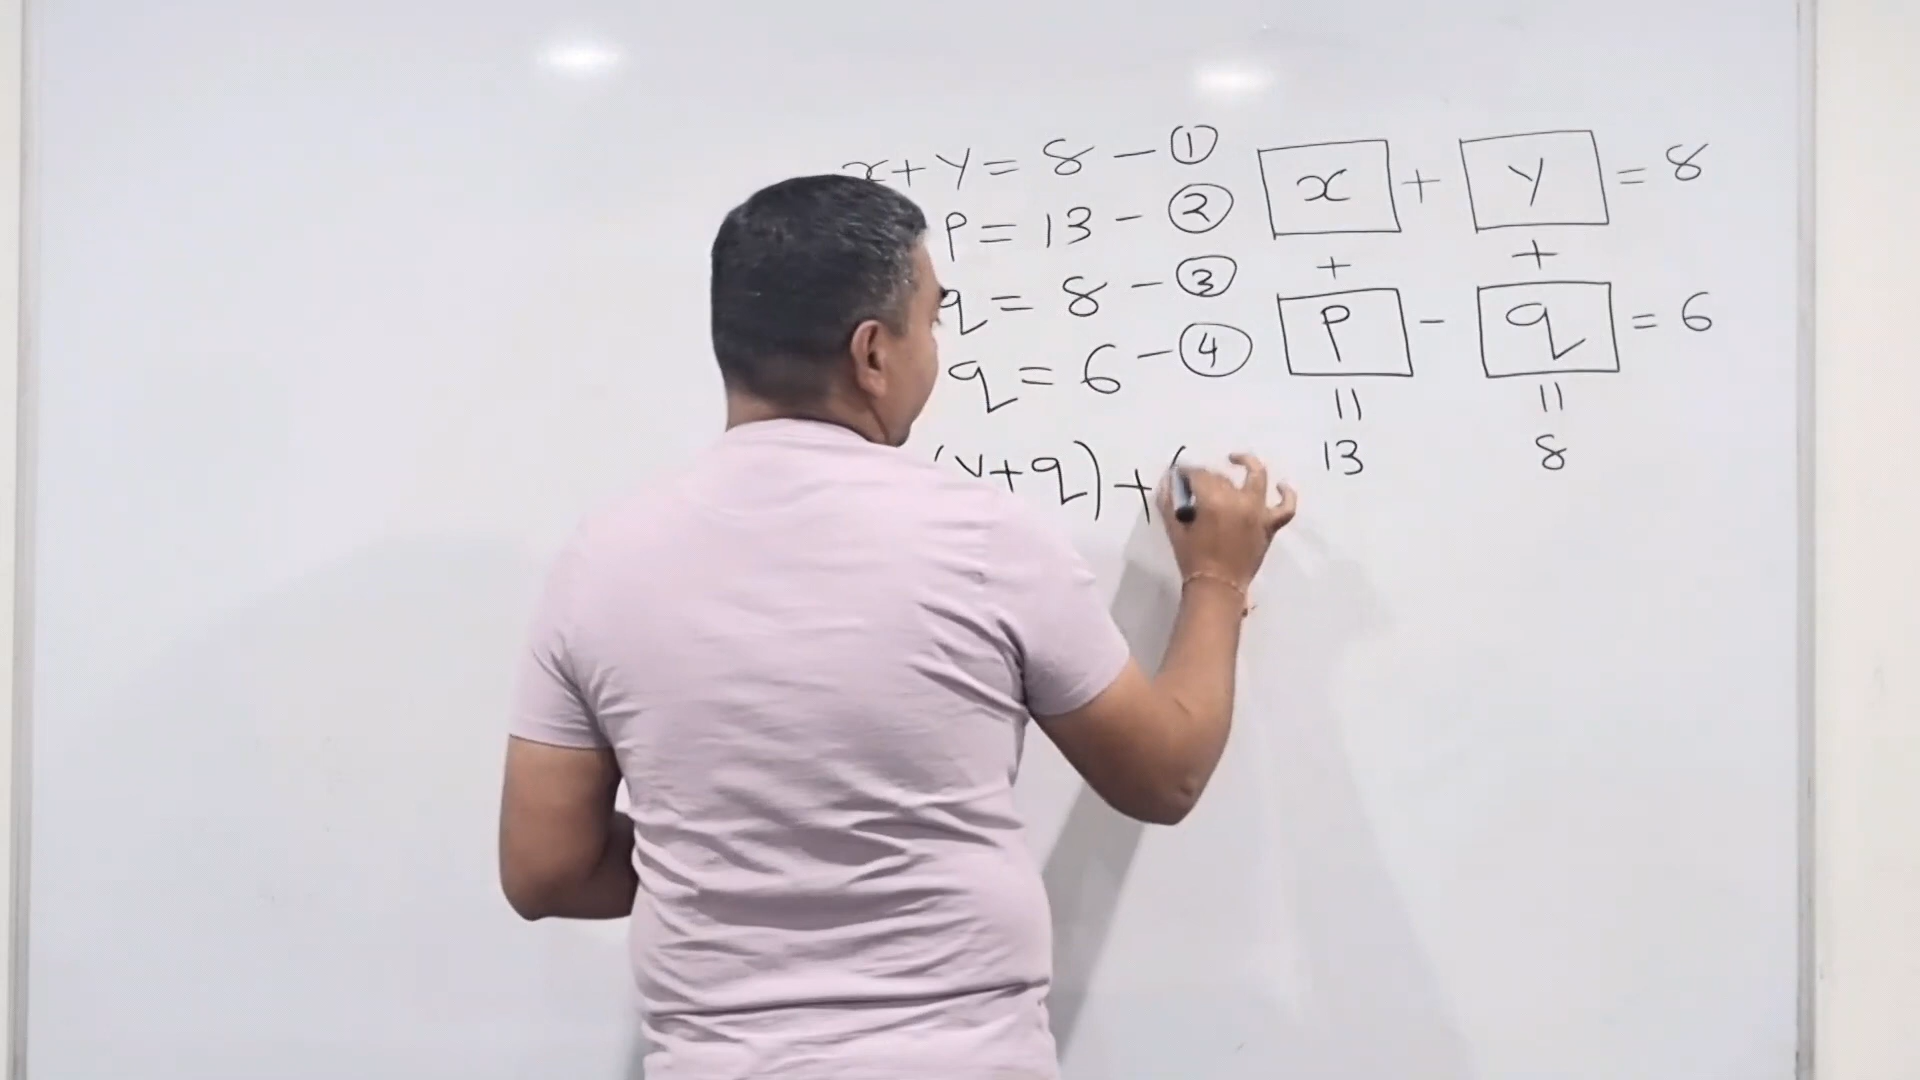 x+y= 8 - ①
P= 13 - ②
q= 8 - ③
q= 6 - ④
(y+q)+(
x + y = 8
+ +
P - q = 6
= =
13 8